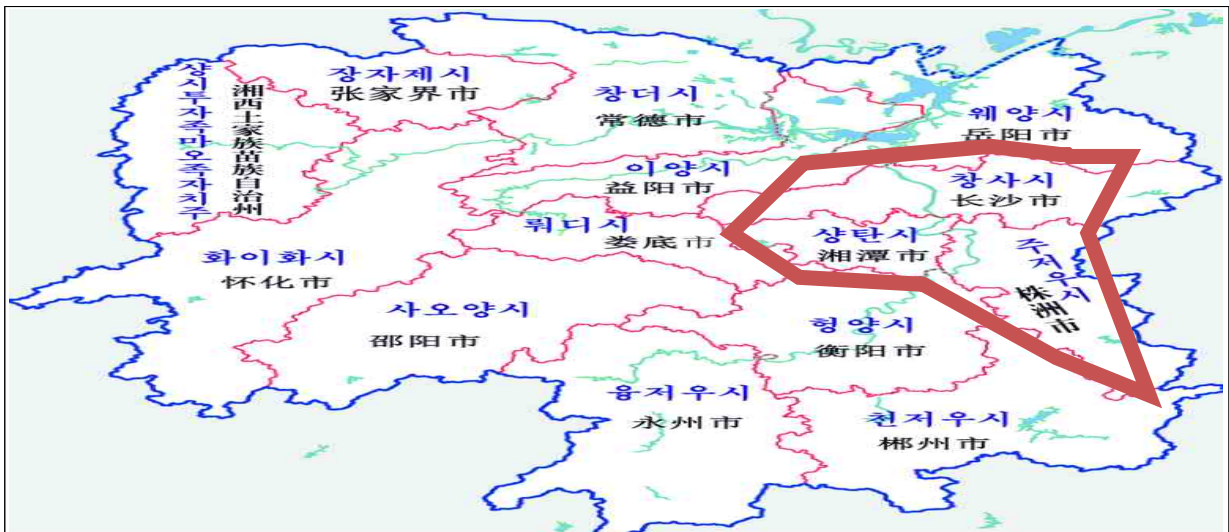 샹시투자족마오족자치주
湘西土家族苗族自治州
장자제시
张家界市
창더시
常德市
웨양시
岳阳市
이양시
益阳市
창사시
长沙市
뤄디시
娄底市
샹탄시
湘潭市
주저우시
株洲市
화이화시
怀化市
사오양시
邵阳市
헝양시
衡阳市
융저우시
永州市
천저우시
郴州市